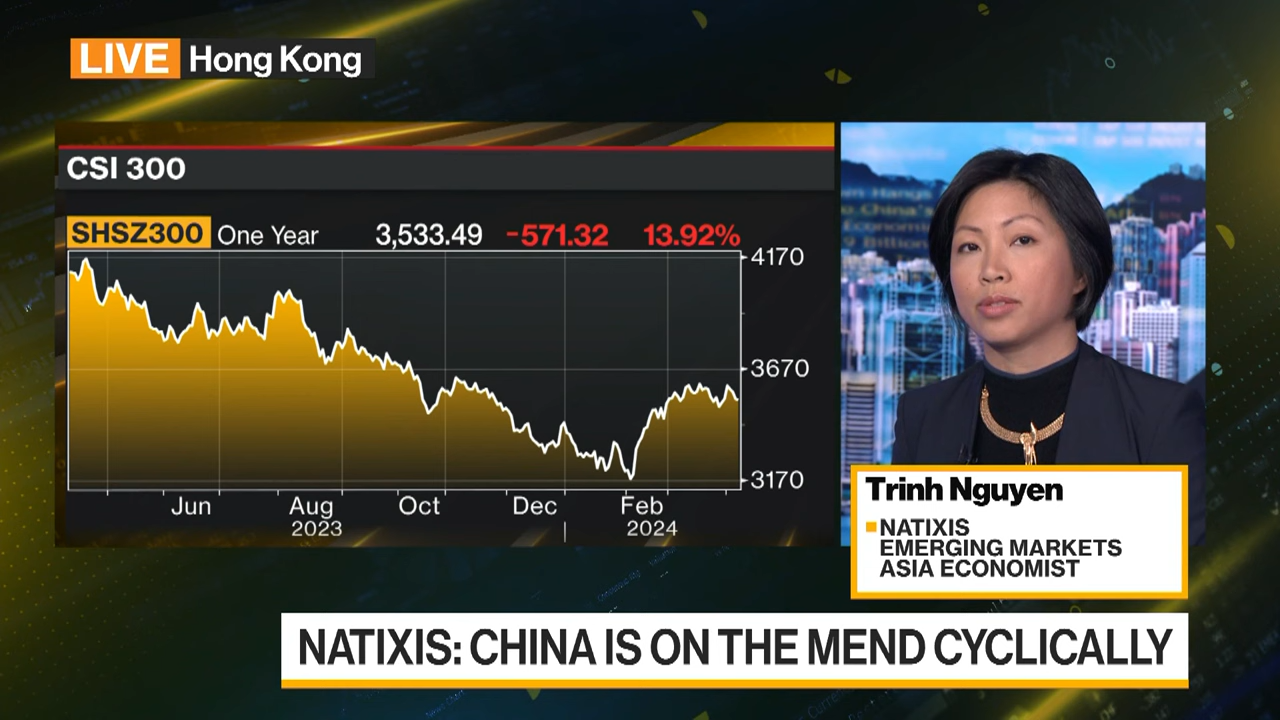 LIVE Hong Kong
CSI 300
SHSZ300 One Year 3,533.49 -571.32 13.92%
4170
3670
3170
Jun Aug Oct Dec Feb
2023 2024
Trinh Nguyen
NATIXIS
EMERGING MARKETS
ASIA ECONOMIST
NATIXIS: CHINA IS ON THE MEND CYCLICALLY